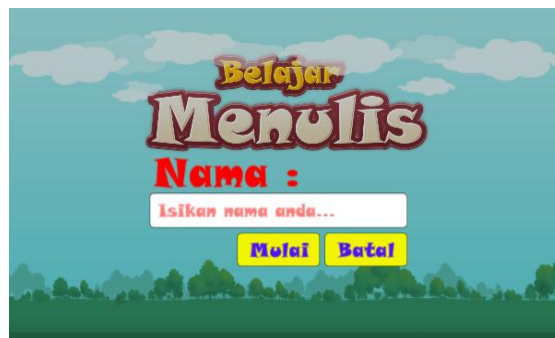 Belajar
Menulis
Nama :
Isikan nama anda...
Mulai Batal